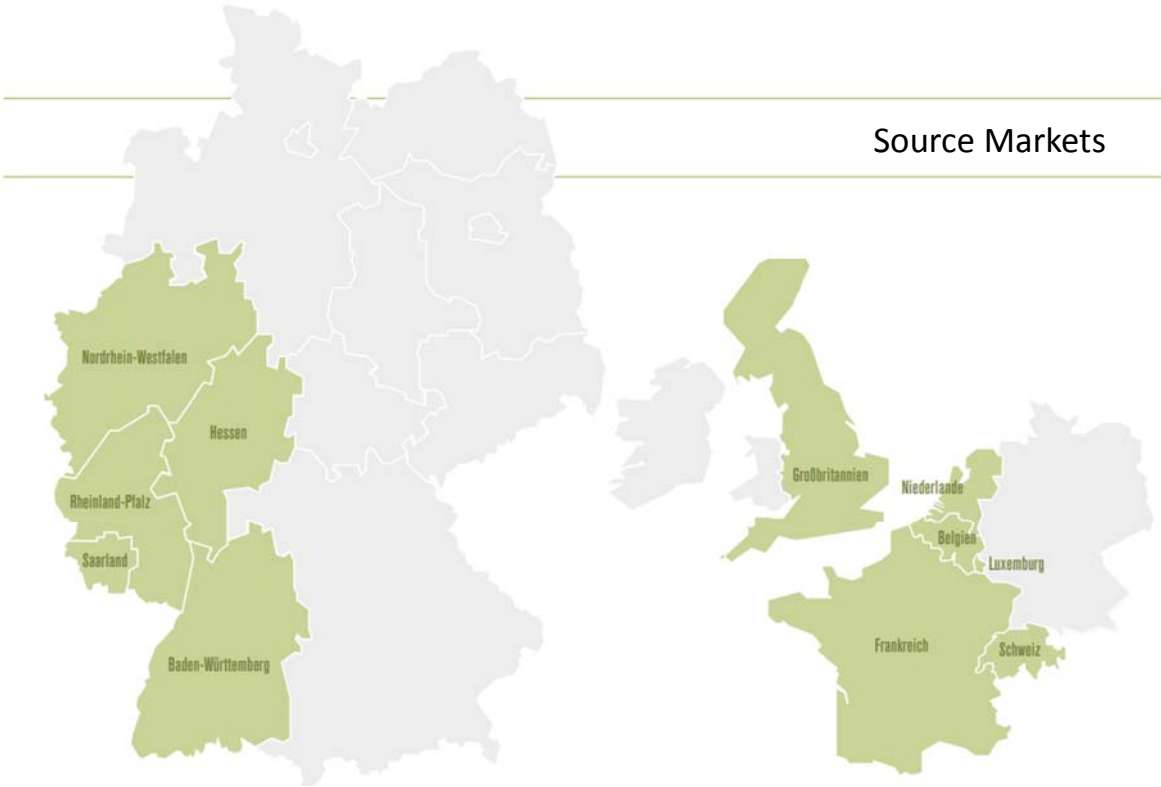 Source Markets
Nordrhein-Westfalen
Hessen
Rheinland-Pfalz
Saarland
Baden-Württemberg
Großbritannien
Niederlande
Belgien
Luxemburg
Frankreich
Schweiz